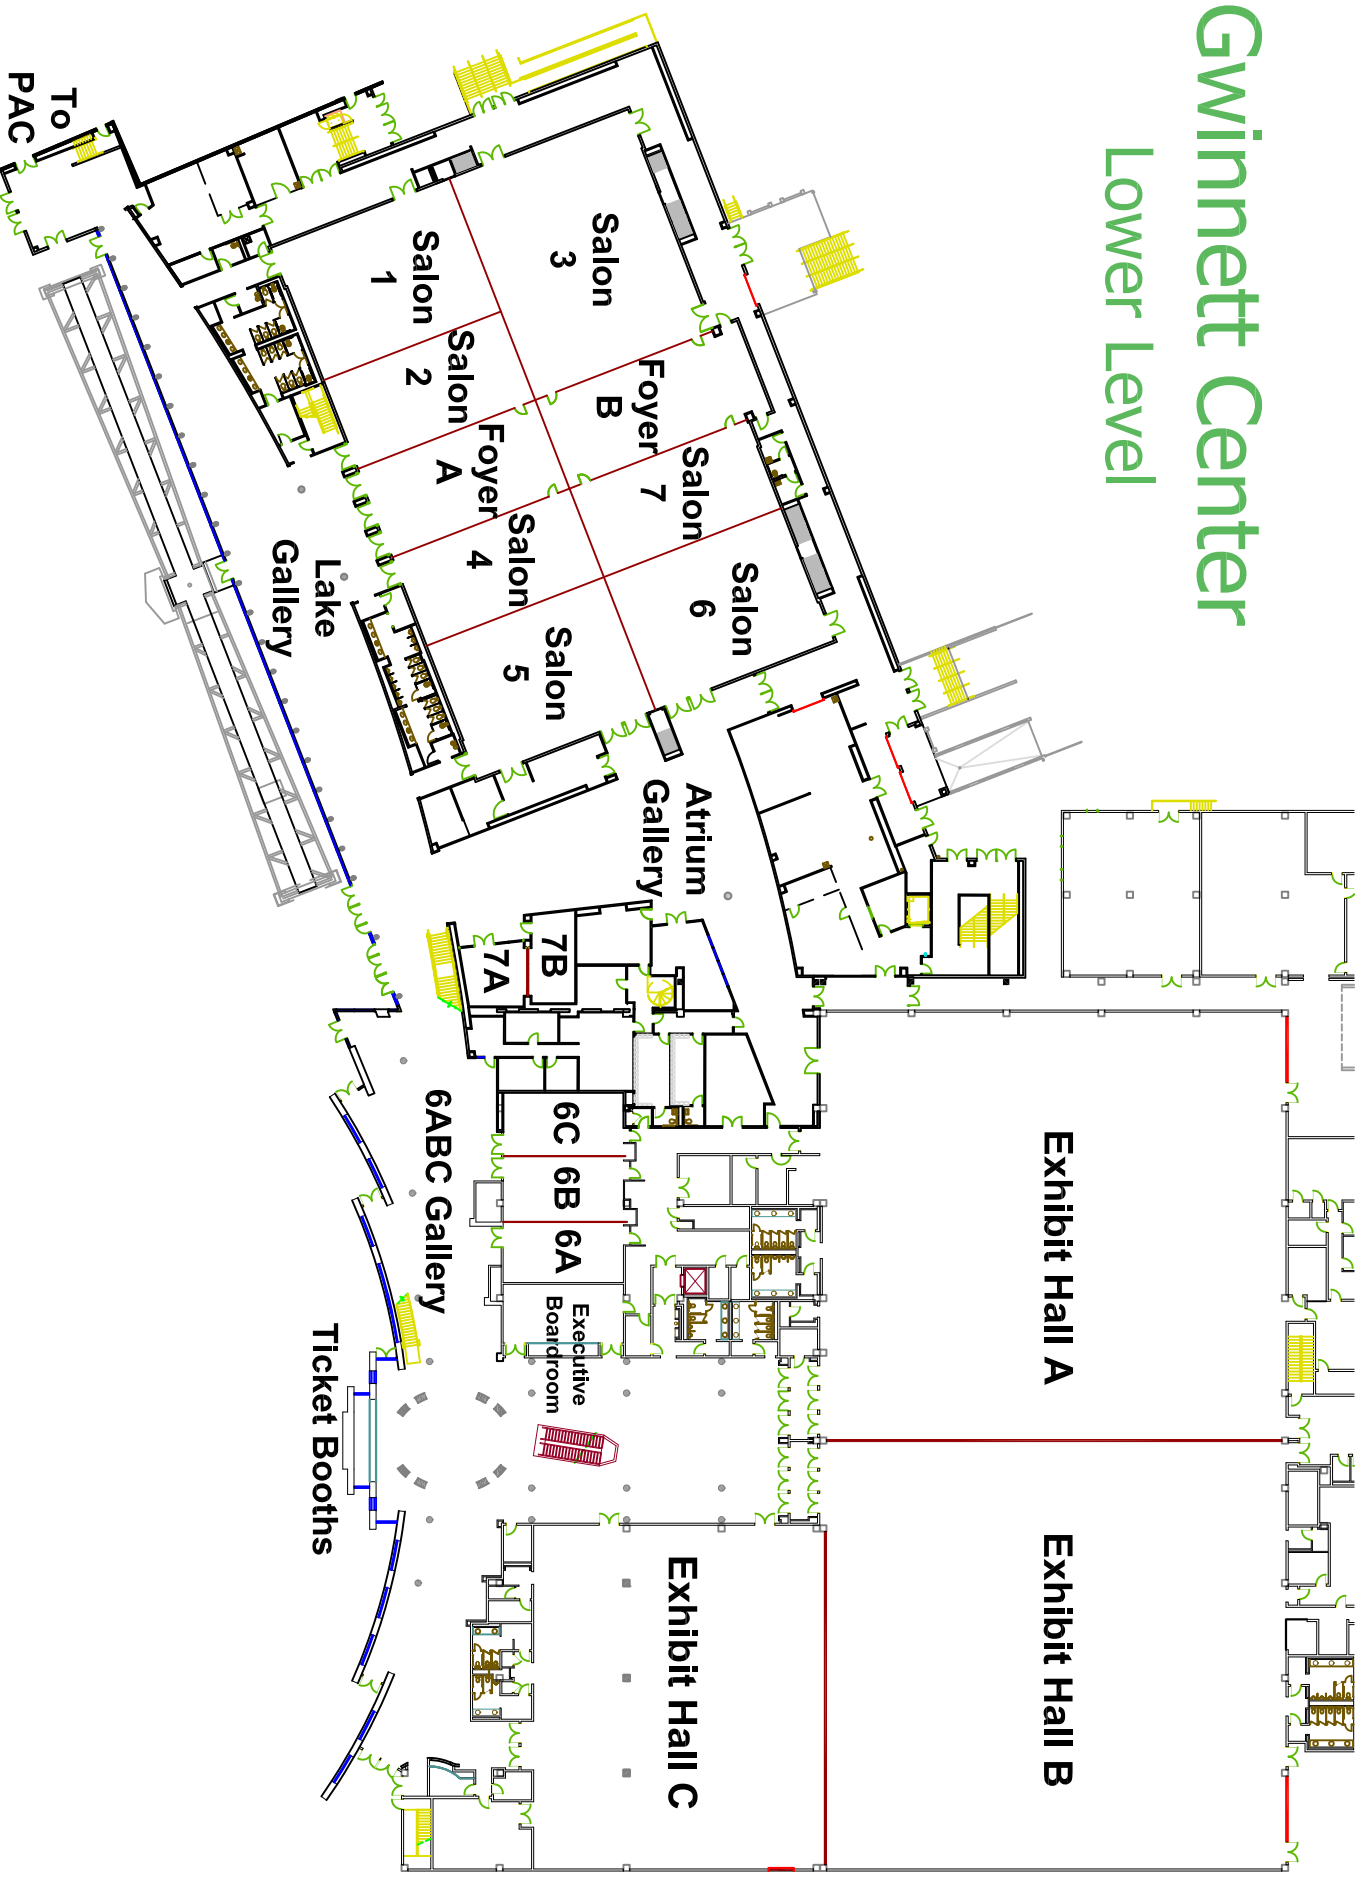 Gwinnett Center
Lower Level
To
PAC
Salon
3
Salon
1
Salon
2
Foyer
B
Foyer
A
Salon
7
Salon
4
Salon
6
Salon
5
Lake
Gallery
Atrium
Gallery
7B
7A
6C
6B
6A
6ABC Gallery
Executive
Boardroom
Ticket Booths
Exhibit Hall A
Exhibit Hall B
Exhibit Hall C